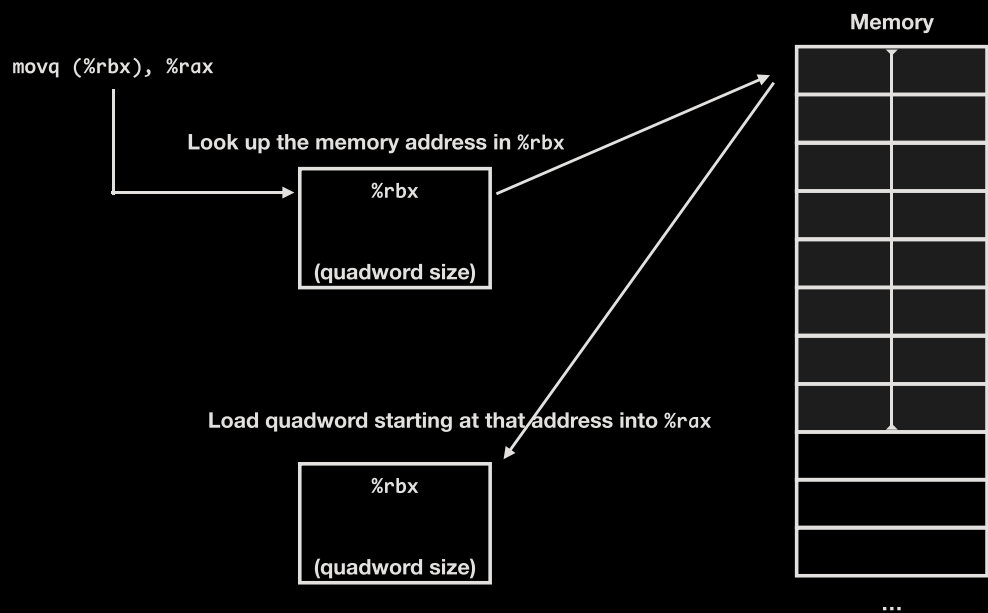 Memory
movq (%rbx), %rax
Look up the memory address in %rbx
%rbx
(quadword size)
Load quadword starting at that address into %rax
%rbx
(quadword size)
...